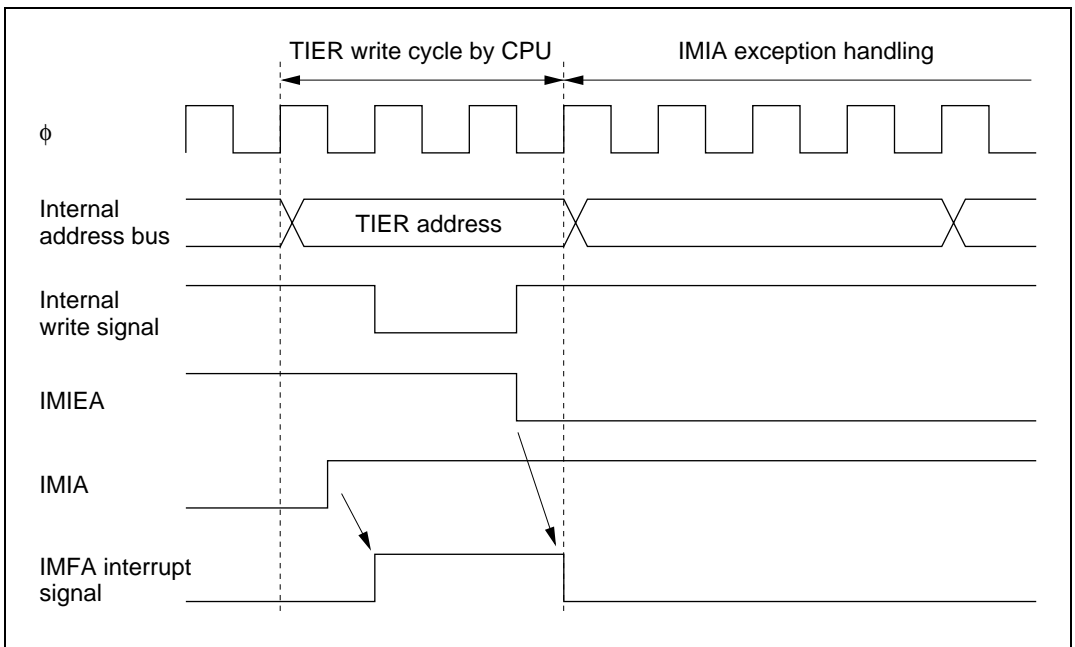 TIER write cycle by CPU
IMIA exception handling
φ
Internal
address bus
TIER address
Internal
write signal
IMIEA
IMIA
IMFA interrupt
signal